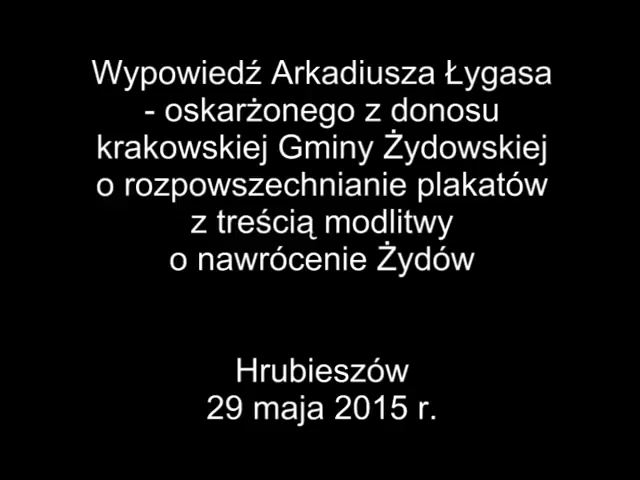 Wypowiedź Arkadiusza Łygasa
- oskarżonego z donosu
krakowskiej Gminy Żydowskiej
o rozpowszechnianie plakatów
z treścią modlitwy
o nawrócenie Żydów
Hrubieszów
29 maja 2015 r.